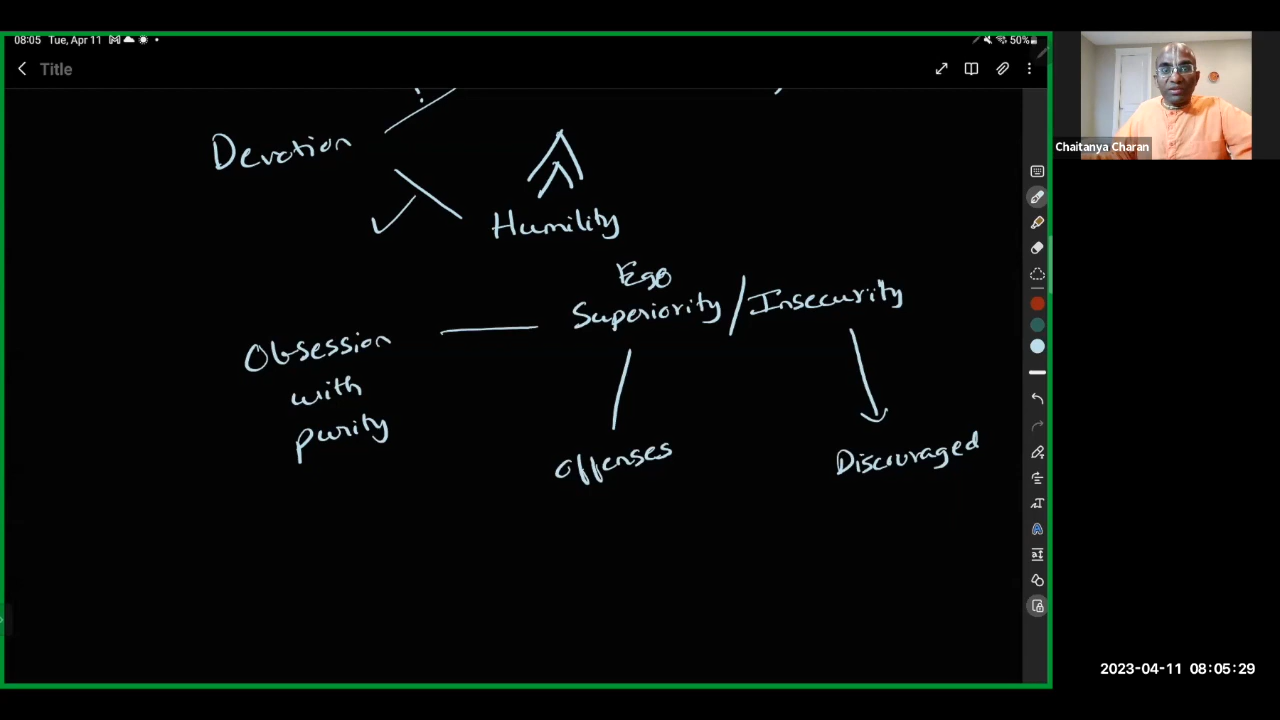 08:05 Tue, Apr 11
50%
Title
Chaitanya Charan
?
Devotion
Humility
Ego
Superiority / Insecurity
Obsession
with
purity
Offenses
Discouraged
2023-04-11 08:05:29